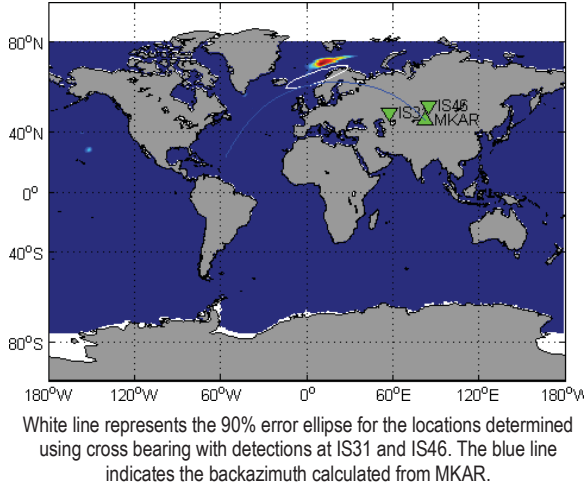 80°N
40°N
0°
40°S
80°S
180°W 120°W 60°W 0° 60°E 120°E 180°W
IS46
IS31
MKAR
White line represents the 90% error ellipse for the locations determined
using cross bearing with detections at IS31 and IS46. The blue line
indicates the backazimuth calculated from MKAR.